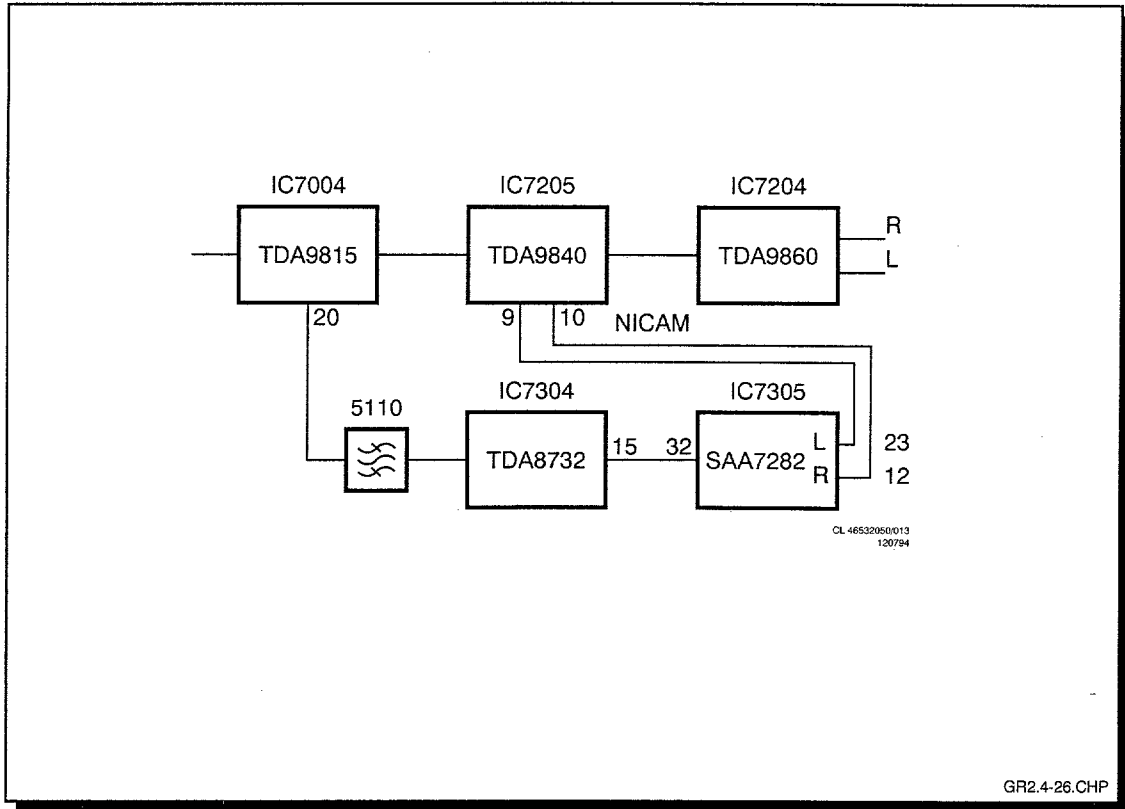 IC7004
IC7205
IC7204
TDA9815
TDA9840
TDA9860
R
L
20
9
10
NICAM
5110
IC7304
IC7305
TDA8732
15
32
SAA7282
L
R
23
12
CL 46532050/013
120794
GR2.4-26.CHP